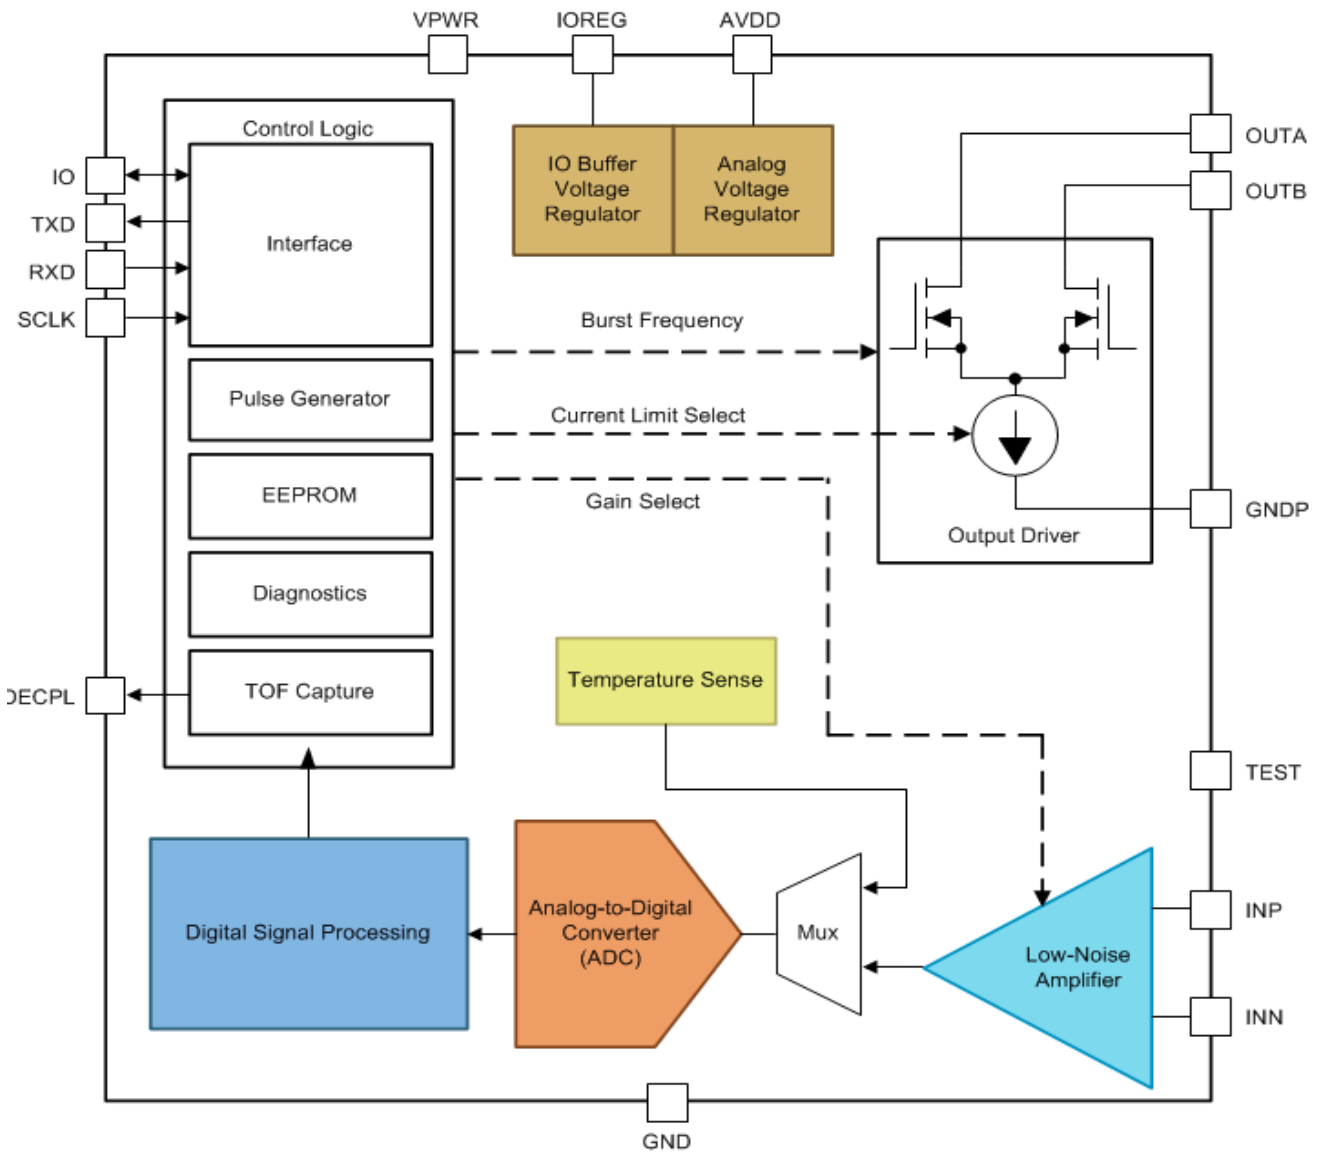 VPWR
IOREG
AVDD
Control Logic
IO
TXD
RXD
SCLK
Interface
Pulse Generator
EEPROM
Diagnostics
TOF Capture
DECPL
IO Buffer
Voltage
Regulator
Analog
Voltage
Regulator
Burst Frequency
Current Limit Select
Gain Select
OUTA
OUTB
GNDP
Output Driver
Temperature Sense
TEST
Digital Signal Processing
Analog-to-Digital
Converter
(ADC)
Mux
Low-Noise
Amplifier
INP
INN
GND